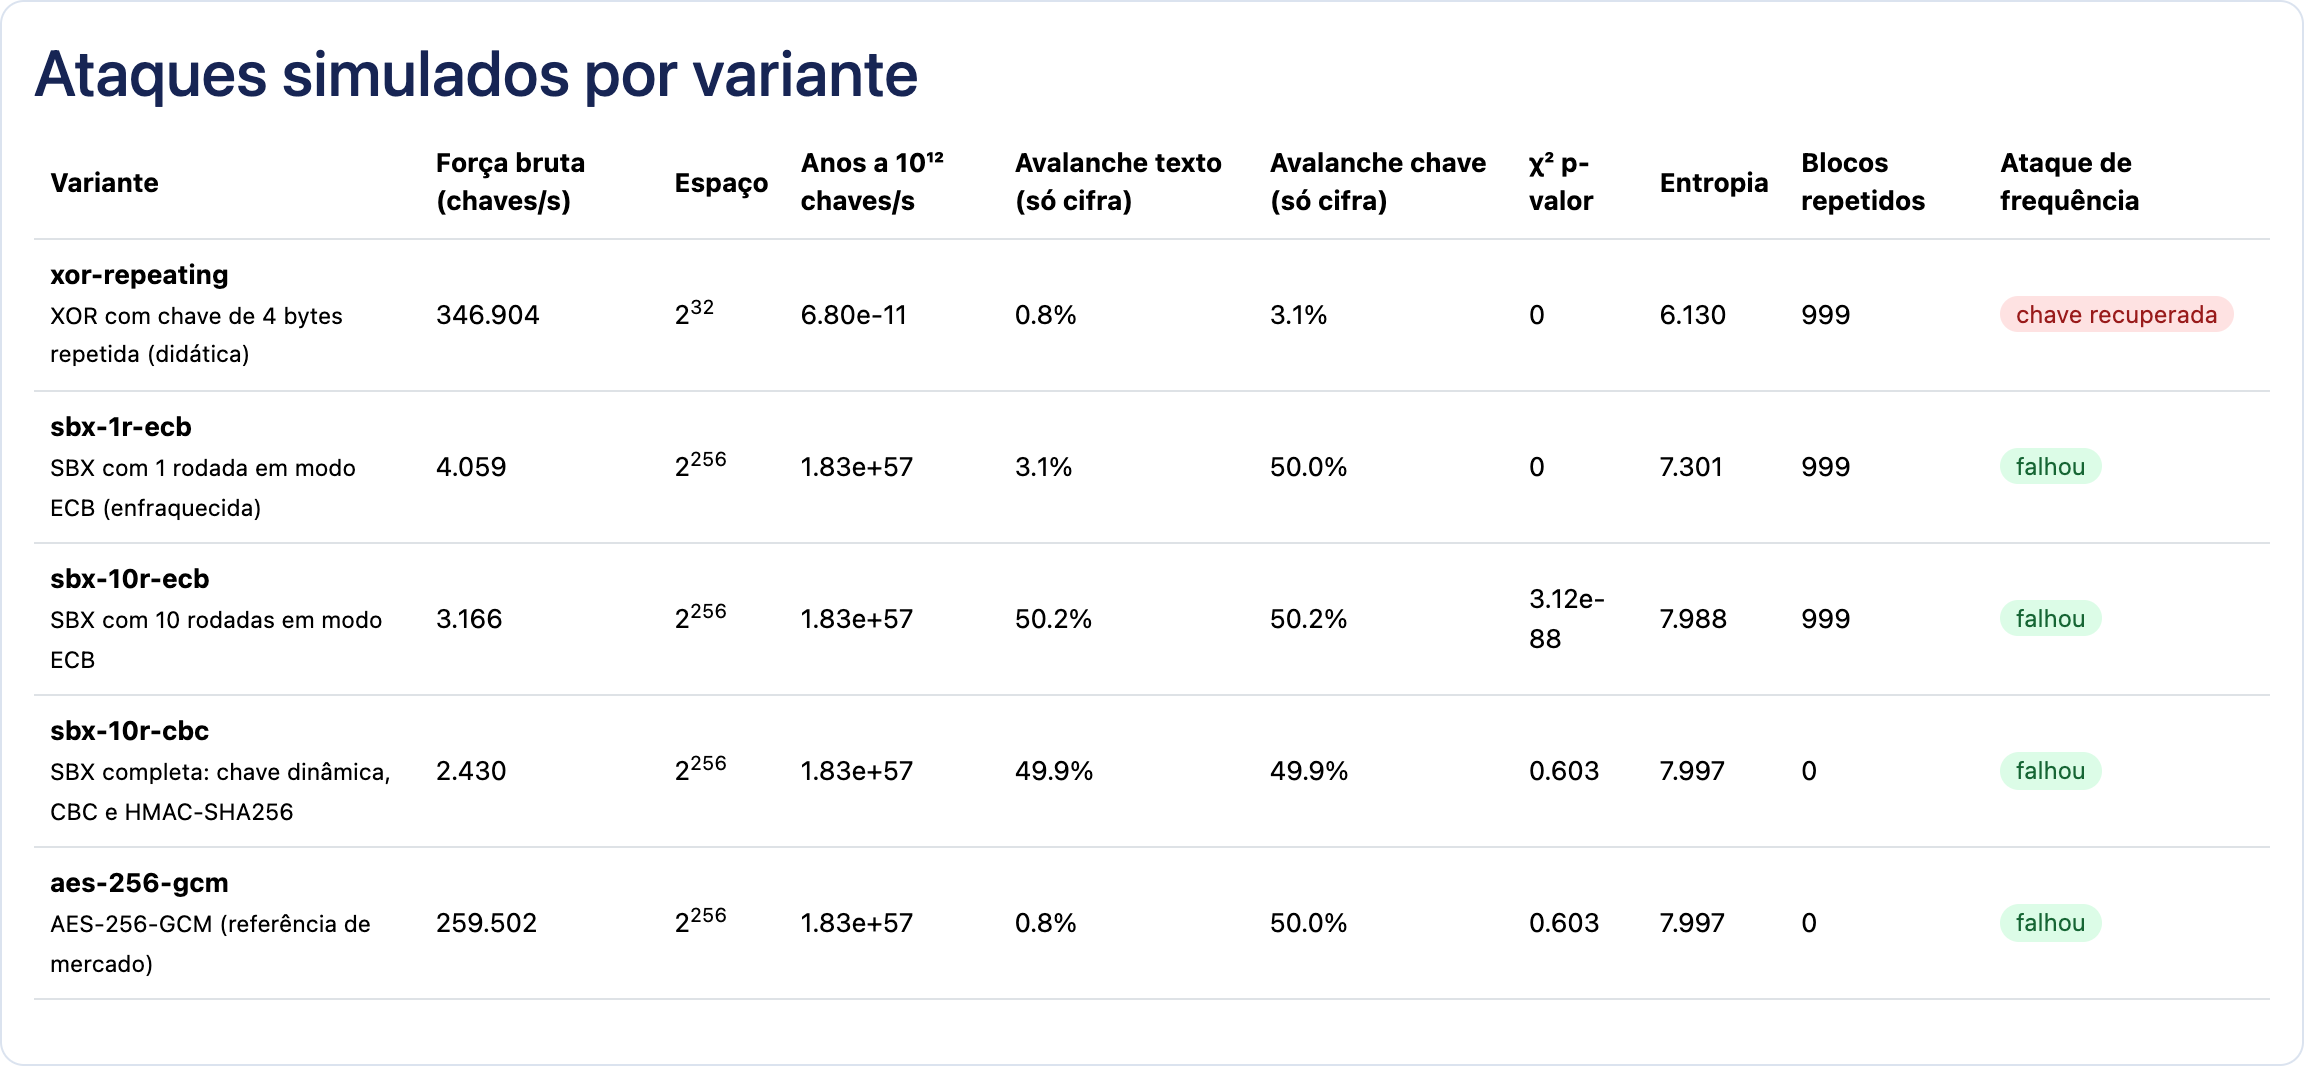 Ataques simulados por variante
Variante
Força bruta
(chaves/s)
Espaço
Anos a 10¹²
chaves/s
Avalanche texto
(só cifra)
Avalanche chave
(só cifra)
χ² p-
valor
Entropia
Blocos
repetidos
Ataque de
frequência
xor-repeating
XOR com chave de 4 bytes
repetida (didática)
346.904
2³²
6.80e-11
0.8%
3.1%
0
6.130
999
chave recuperada
sbx-1r-ecb
SBX com 1 rodada em modo
ECB (enfraquecida)
4.059
2²⁵⁶
1.83e+57
3.1%
50.0%
0
7.301
999
falhou
sbx-10r-ecb
SBX com 10 rodadas em modo
ECB
3.166
2²⁵⁶
1.83e+57
50.2%
50.2%
3.12e-
88
7.988
999
falhou
sbx-10r-cbc
SBX completa: chave dinâmica,
CBC e HMAC-SHA256
2.430
2²⁵⁶
1.83e+57
49.9%
49.9%
0.603
7.997
0
falhou
aes-256-gcm
AES-256-GCM (referência de
mercado)
259.502
2²⁵⁶
1.83e+57
0.8%
50.0%
0.603
7.997
0
falhou